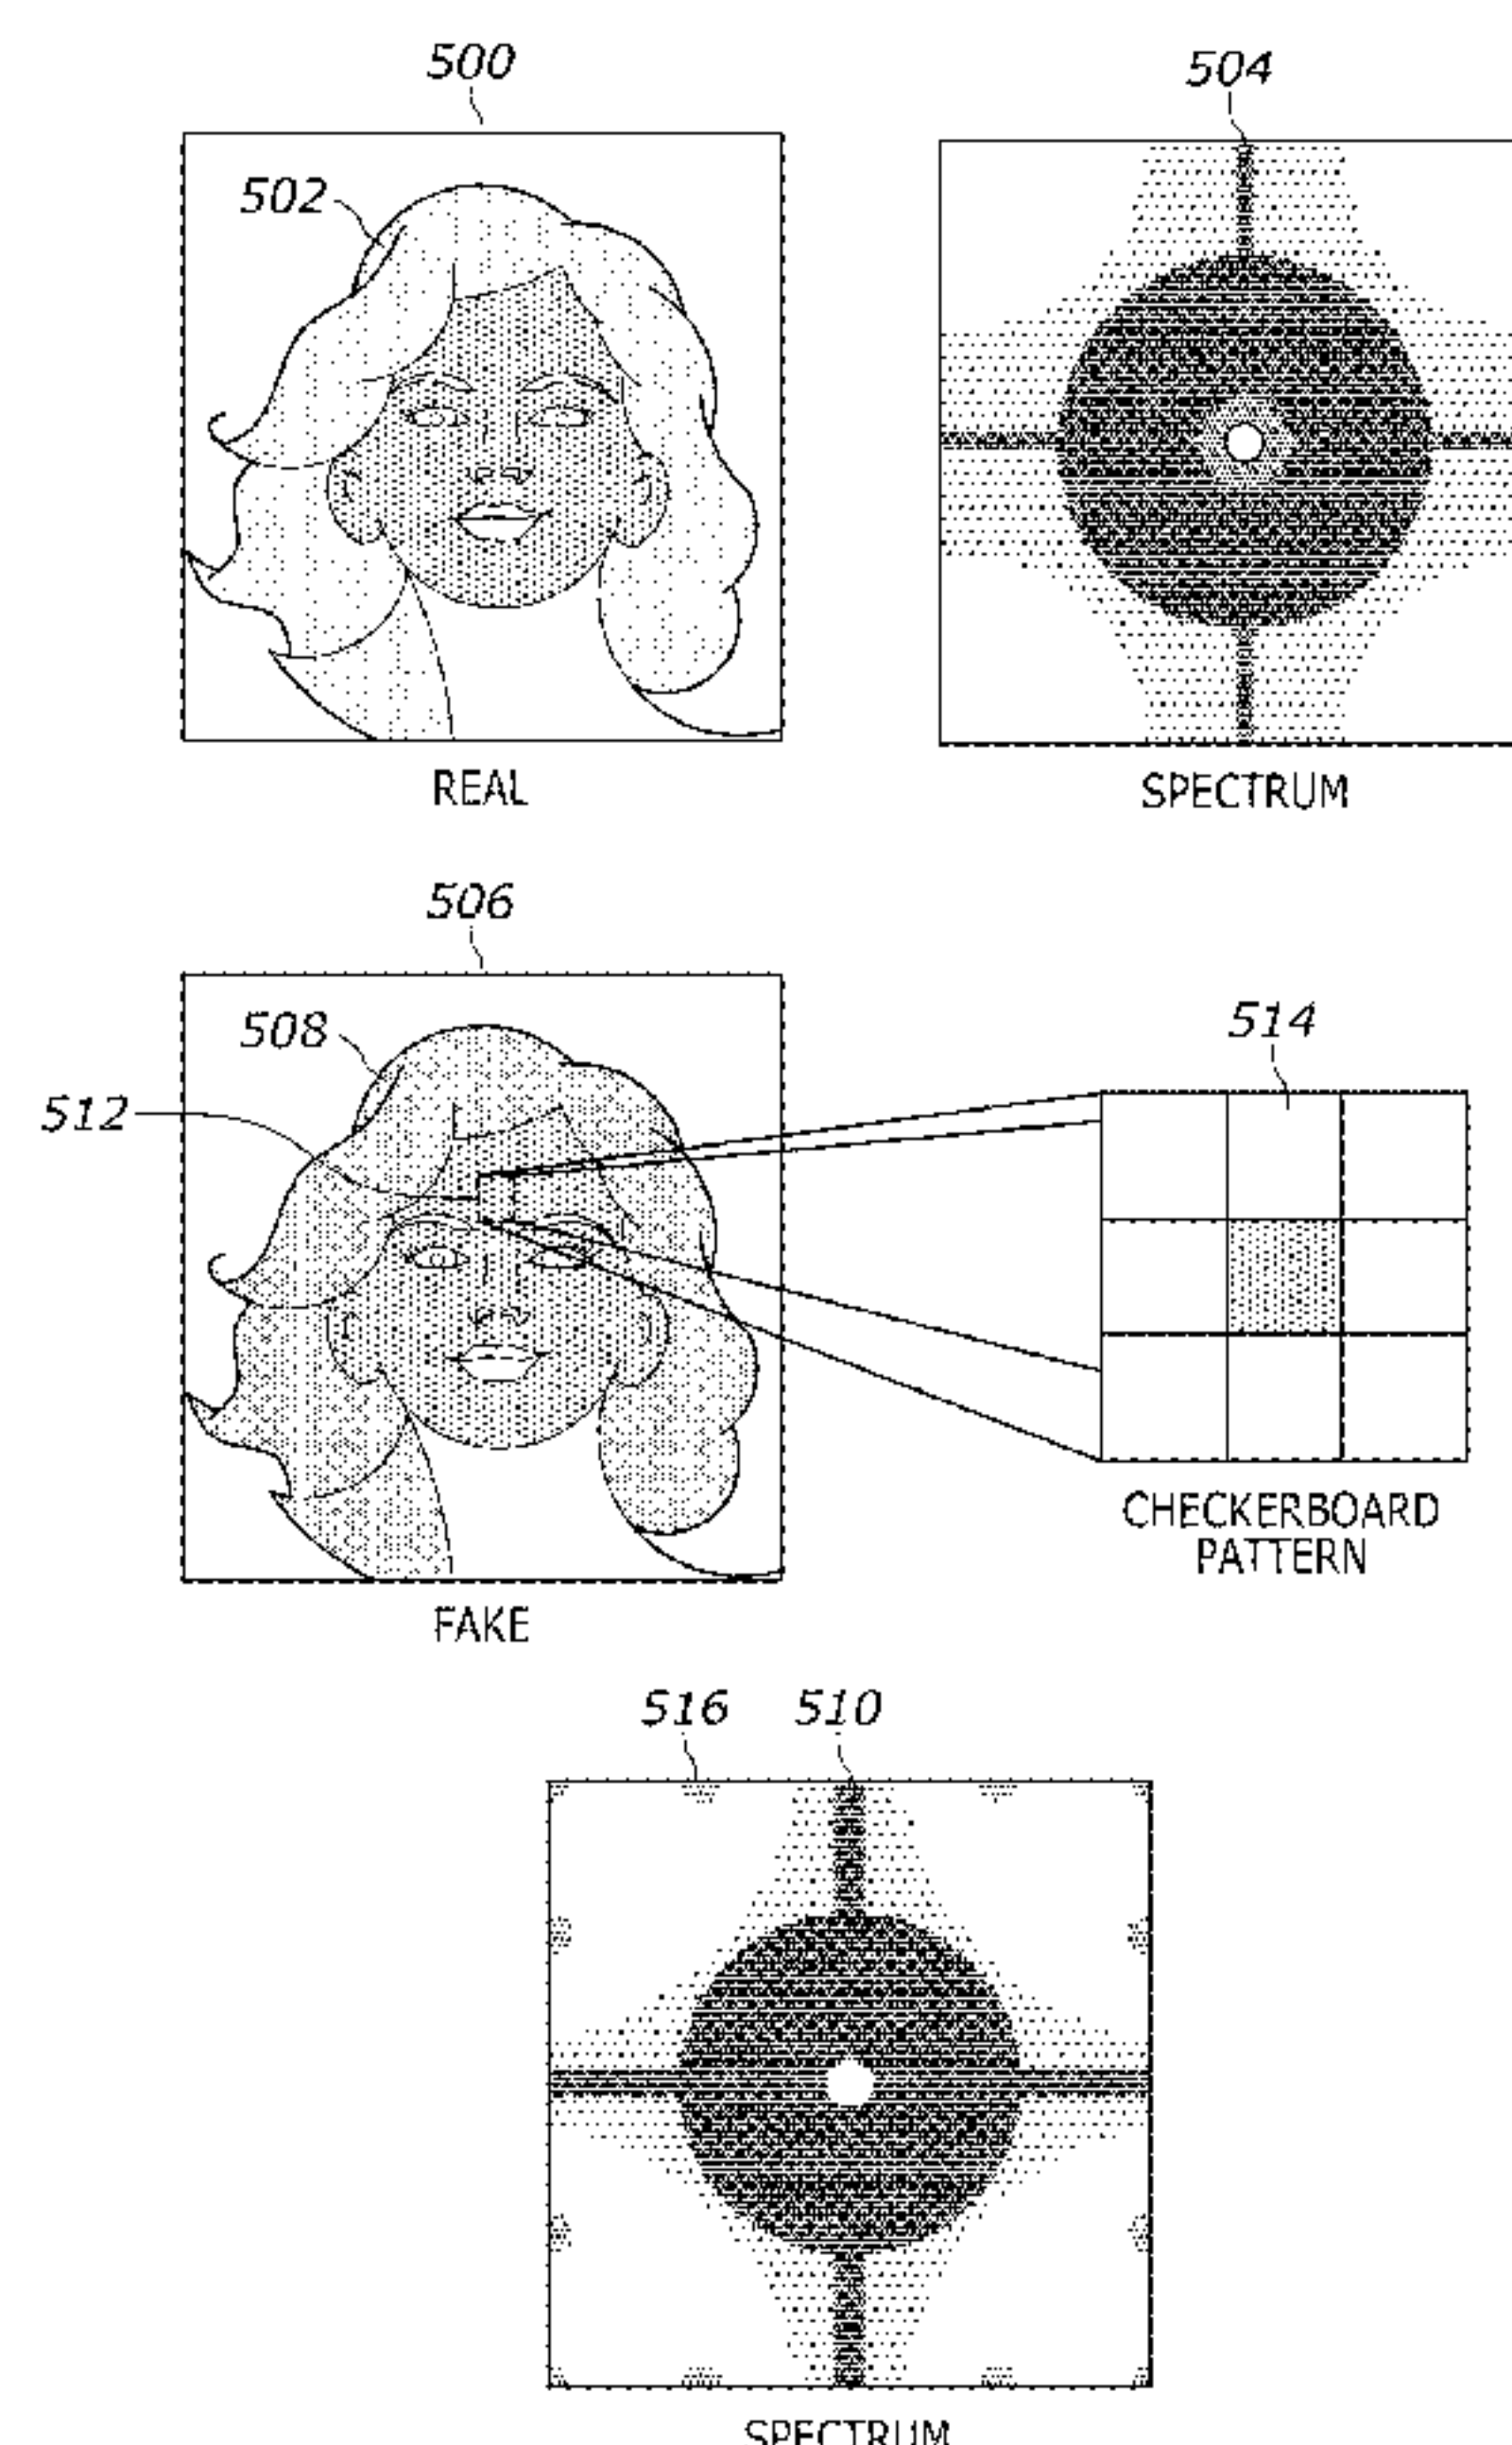 500
504
502
REAL
SPECTRUM
506
508
512
514
CHECKERBOARD
PATTERN
FAKE
516 510
SPECTRUM